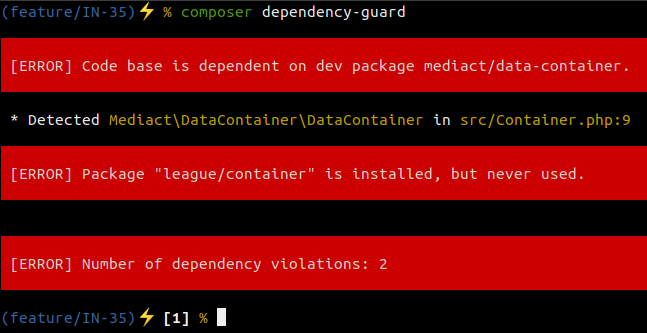 (feature/IN-35)⚡ % composer dependency-guard
[ERROR] Code base is dependent on dev package mediact/data-container.
* Detected Mediact\DataContainer\DataContainer in src/Container.php:9
[ERROR] Package "league/container" is installed, but never used.
[ERROR] Number of dependency violations: 2
(feature/IN-35)⚡ [1] %